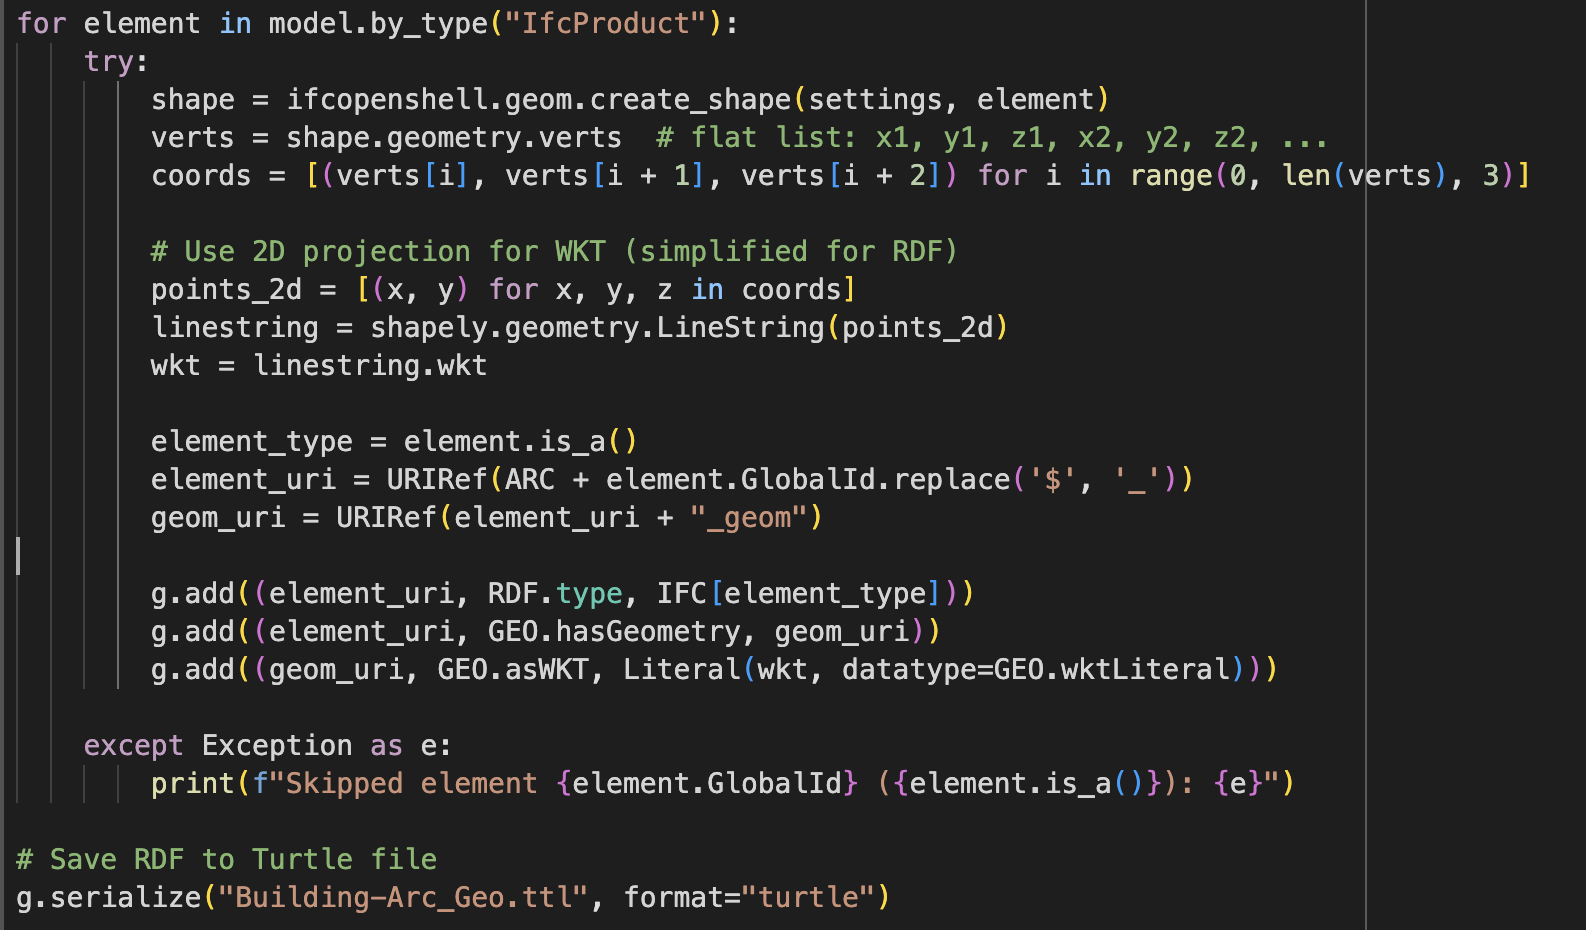 for element in model.by_type("IfcProduct"):
    try:
        shape = ifcopenshell.geom.create_shape(settings, element)
        verts = shape.geometry.verts  # flat list: x1, y1, z1, x2, y2, z2, ...
        coords = [(verts[i], verts[i + 1], verts[i + 2]) for i in range(0, len(verts), 3)]

        # Use 2D projection for WKT (simplified for RDF)
        points_2d = [(x, y) for x, y, z in coords]
        linestring = shapely.geometry.LineString(points_2d)
        wkt = linestring.wkt

        element_type = element.is_a()
        element_uri = URIRef(ARC + element.GlobalId.replace('$', '_'))
        geom_uri = URIRef(element_uri + "_geom")

        g.add((element_uri, RDF.type, IFC[element_type]))
        g.add((element_uri, GEO.hasGeometry, geom_uri))
        g.add((geom_uri, GEO.asWKT, Literal(wkt, datatype=GEO.wktLiteral)))

    except Exception as e:
        print(f"Skipped element {element.GlobalId} ({element.is_a()}): {e}")

# Save RDF to Turtle file
g.serialize("Building-Arc_Geo.ttl", format="turtle")